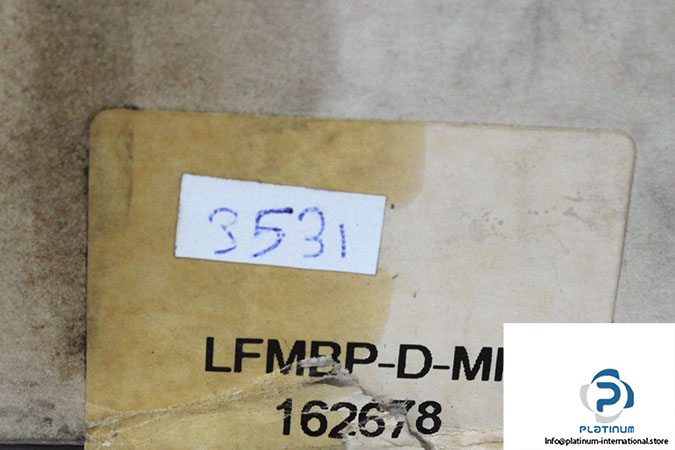 3531
LFMBP-D-MI
162678
PLATINUM
Info@platinum-international.store